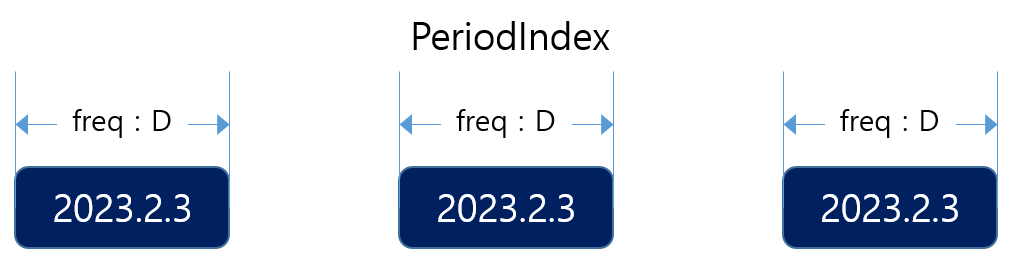 PeriodIndex
freq : D freq : D freq : D
2023.2.3 2023.2.3 2023.2.3